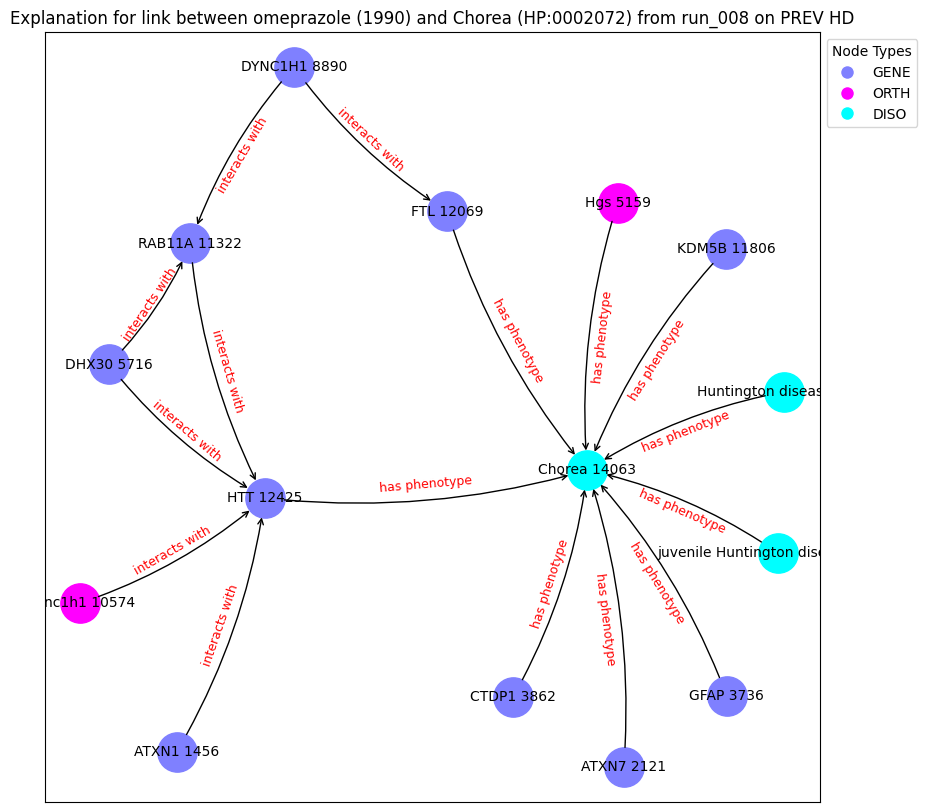 Explanation for link between omeprazole (1990) and Chorea (HP:0002072) from run_008 on PREV HD
Node Types
GENE
ORTH
DISO
DYNC1H1 8890
interacts with
interacts with
FTL 12069
Hgs 5159
RAB11A 11322
KDM5B 11806
interacts with
has phenotype
has phenotype
has phenotype
interacts with
DHX30 5716
Huntington diseas
interacts with
has phenotype
Chorea 14063
has phenotype
HTT 12425
has phenotype
interacts with
juvenile Huntington dise
nc1h1 10574
has phenotype
has phenotype
has phenotype
interacts with
CTDP1 3862
GFAP 3736
ATXN1 1456
ATXN7 2121